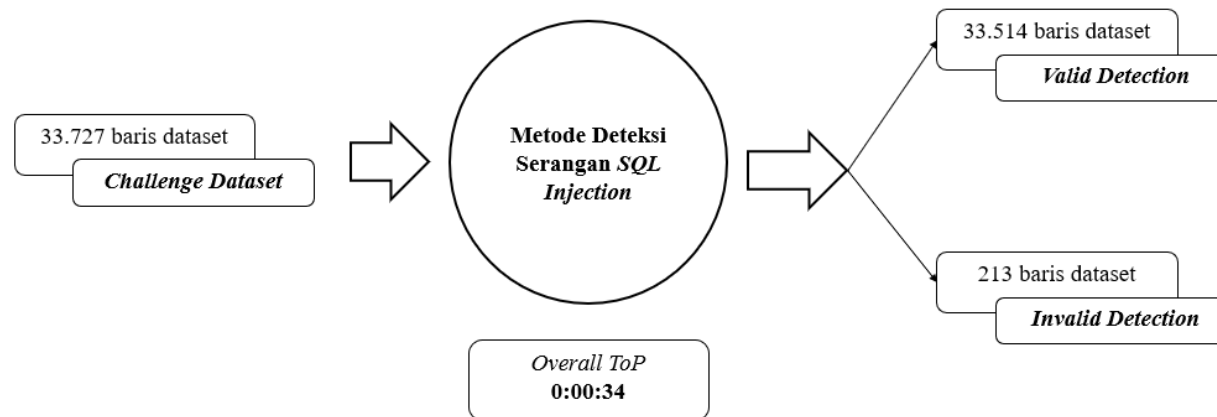 33.727 baris dataset
Challenge Dataset
Metode Deteksi
Serangan SQL
Injection
Overall ToP
0:00:34
33.514 baris dataset
Valid Detection
213 baris dataset
Invalid Detection